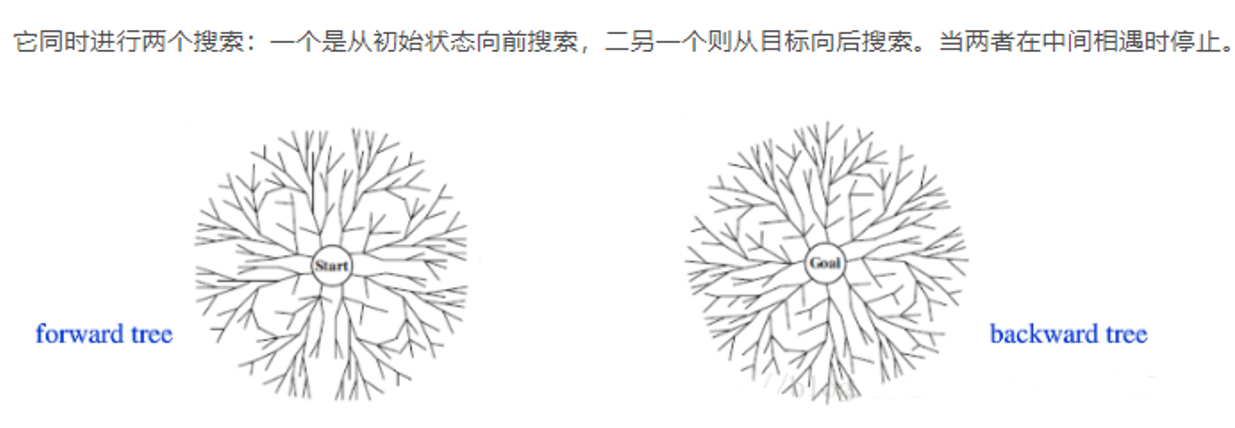 它同时进行两个搜索：一个是从初始状态向前搜索，二另一个则从目标向后搜索。当两者在中间相遇时停止。
Start
Goal
forward tree
backward tree